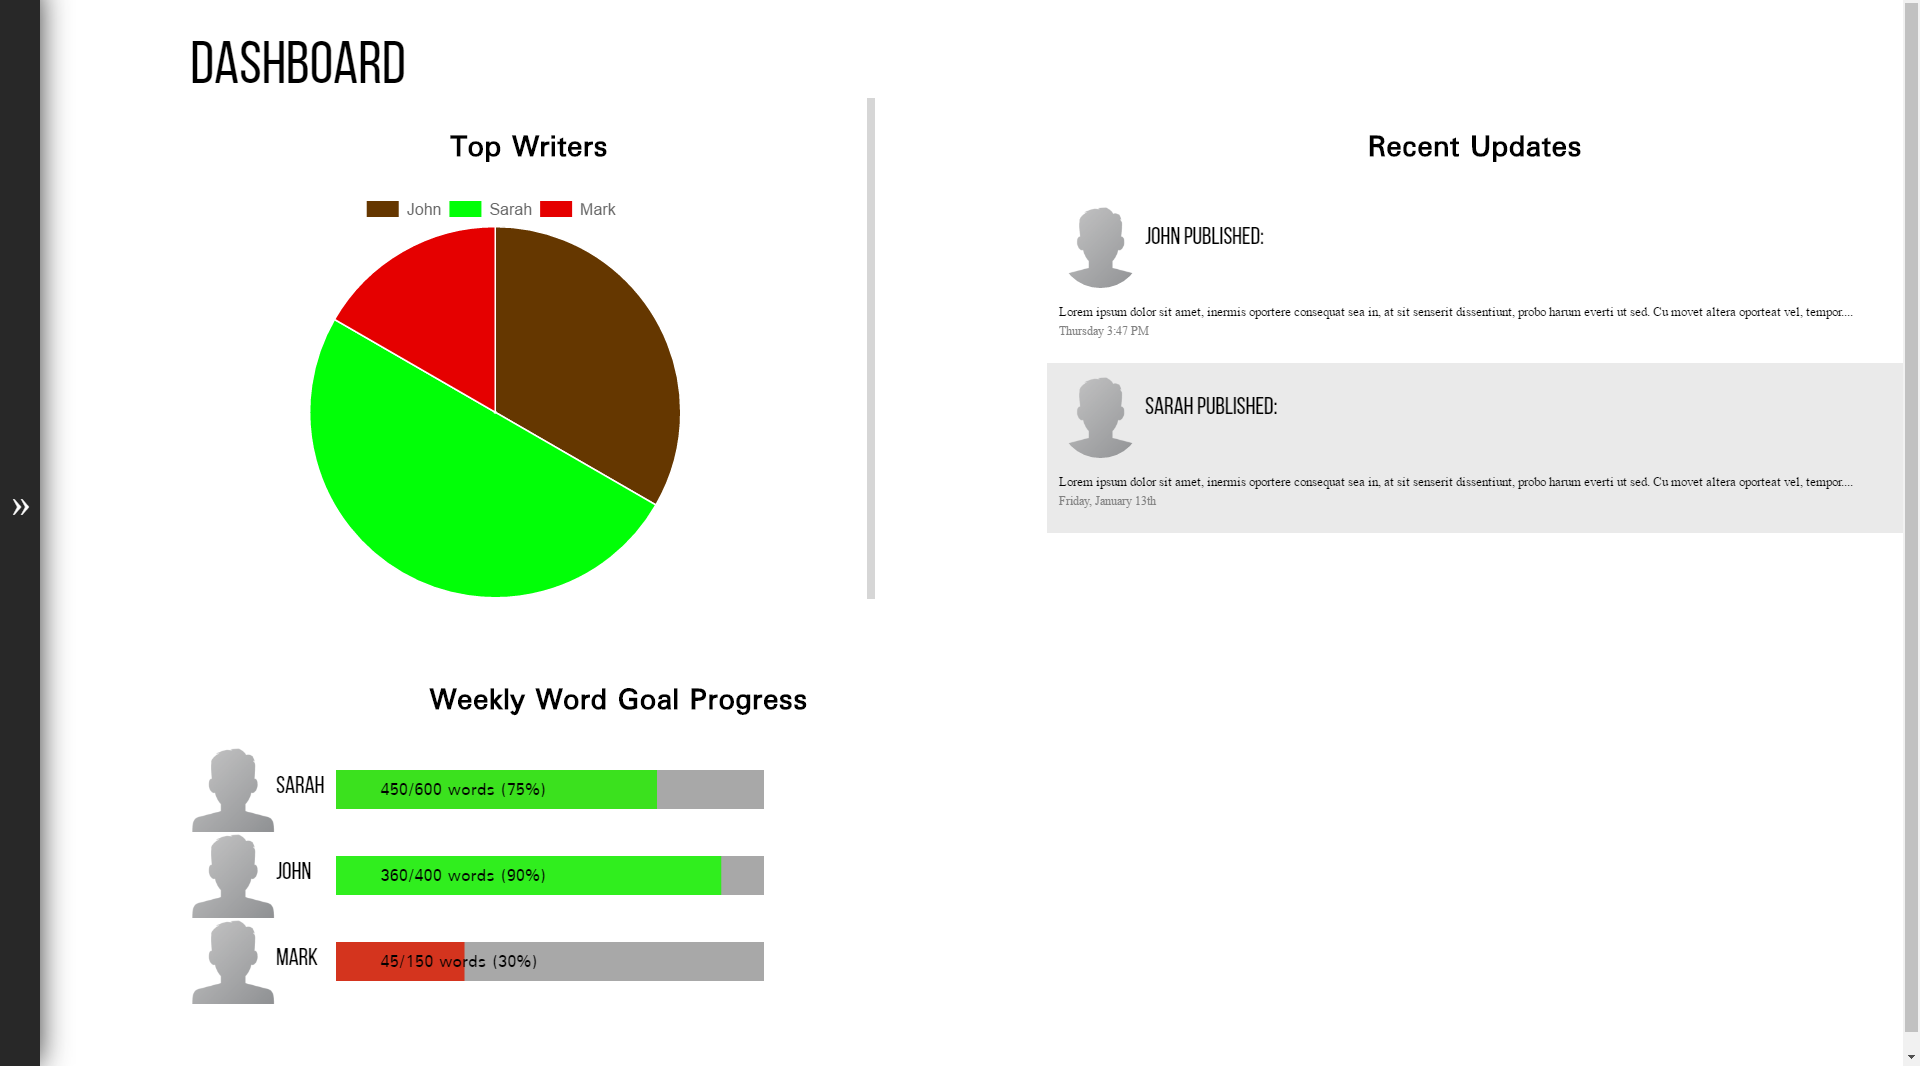 DASHBOARD
Top Writers
John Sarah Mark
Recent Updates
JOHN PUBLISHED:
Lorem ipsum dolor sit amet, inermis oportere consequat sea in, at sit senserit dissentiunt, probo harum everti ut sed. Cu movet altera oporteat vel, tempor....
Thursday 3:47 PM
SARAH PUBLISHED:
Lorem ipsum dolor sit amet, inermis oportere consequat sea in, at sit senserit dissentiunt, probo harum everti ut sed. Cu movet altera oporteat vel, tempor....
Friday, January 13th
»
Weekly Word Goal Progress
SARAH 450/600 words (75%)
JOHN 360/400 words (90%)
MARK 45/150 words (30%)